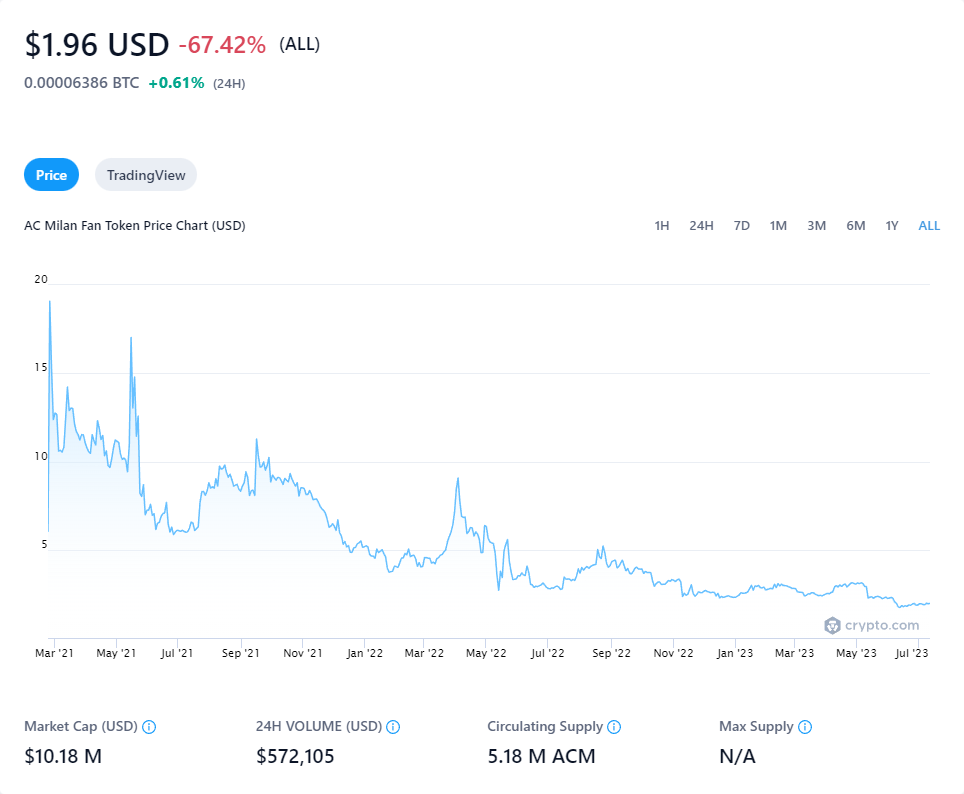 $1.96 USD -67.42% (ALL)
0.00006386 BTC +0.61% (24H)
Price TradingView
AC Milan Fan Token Price Chart (USD) 1H 24H 7D 1M 3M 6M 1Y ALL
20
15
10
5
crypto.com
Mar '21 May '21 Jul '21 Sep '21 Nov '21 Jan '22 Mar '22 May '22 Jul '22 Sep '22 Nov '22 Jan '23 Mar '23 May '23 Jul '23
Market Cap (USD) 24H VOLUME (USD) Circulating Supply Max Supply
$10.18 M $572,105 5.18 M ACM N/A